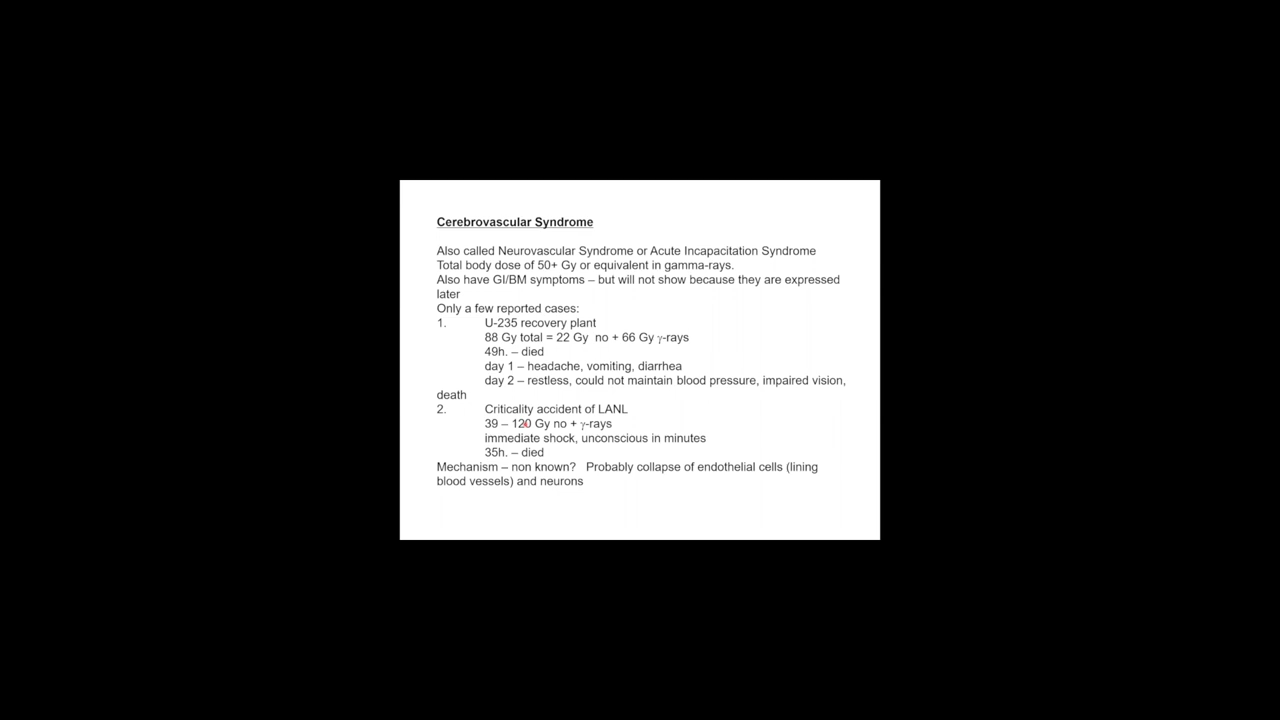 Cerebrovascular Syndrome
Also called Neurovascular Syndrome or Acute Incapacitation Syndrome
Total body dose of 50+ Gy or equivalent in gamma-rays.
Also have GI/BM symptoms – but will not show because they are expressed
later
Only a few reported cases:
1. U-235 recovery plant
88 Gy total = 22 Gy no + 66 Gy γ-rays
49h. – died
day 1 – headache, vomiting, diarrhea
day 2 – restless, could not maintain blood pressure, impaired vision,
death
2. Criticality accident of LANL
39 – 120 Gy no + γ-rays
immediate shock, unconscious in minutes
35h. – died
Mechanism – non known? Probably collapse of endothelial cells (lining
blood vessels) and neurons